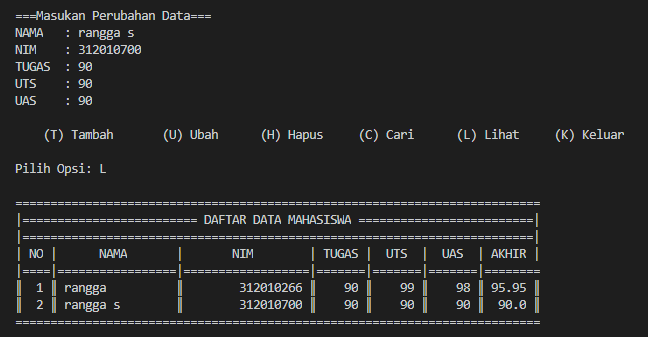 ===Masukan Perubahan Data===
NAMA   : rangga s
NIM    : 312010700
TUGAS  : 90
UTS    : 90
UAS    : 90
(T) Tambah       (U) Ubah      (H) Hapus     (C) Cari      (L) Lihat     (K) Keluar
Pilih Opsi: L
===========================================================================
|========================= DAFTAR DATA MAHASISWA =========================|
|=========================================================================|
| NO |      NAMA       |       NIM        | TUGAS |  UTS  |  UAS  | AKHIR |
|====|=================|==================|=======|=======|=======|========
|  1 | rangga          |        312010266 |    90 |    99 |    98 | 95.95 |
|  2 | rangga s        |        312010700 |    90 |    90 |    90 |  90.0 |
===========================================================================